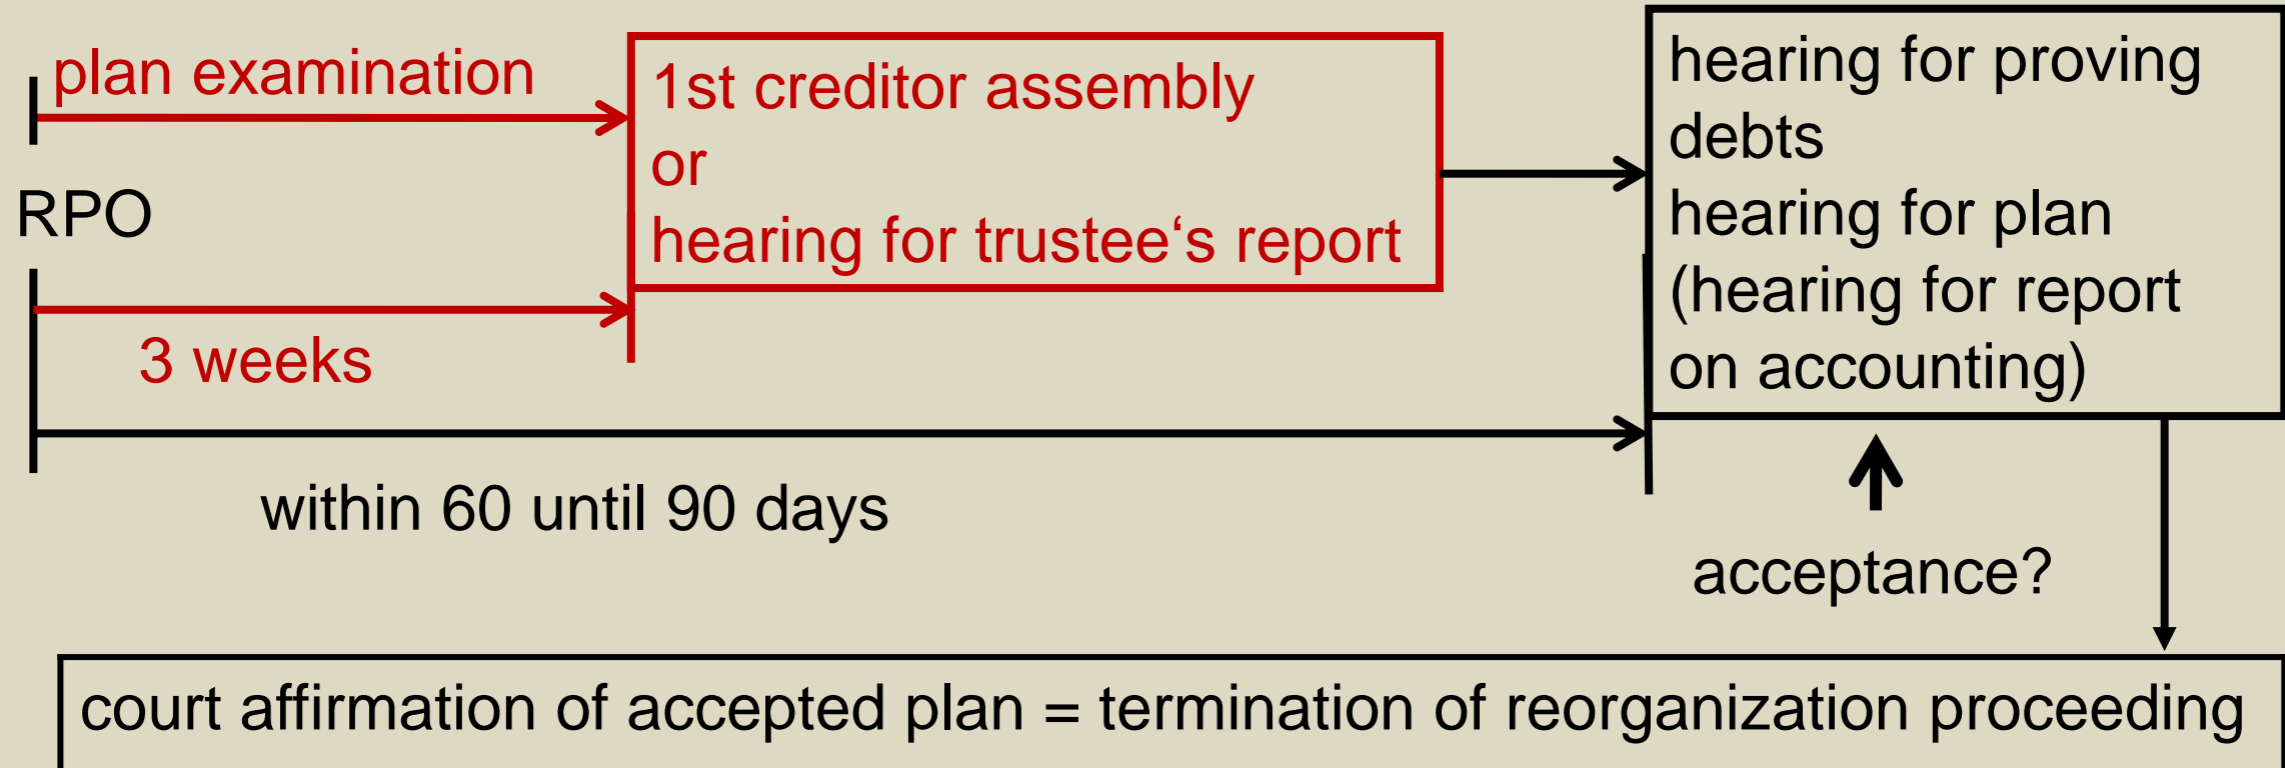 plan examination
RPO
3 weeks
within 60 until 90 days
1st creditor assembly
or
hearing for trustee‘s report
hearing for proving
debts
hearing for plan
(hearing for report
on accounting)
acceptance?
court affirmation of accepted plan = termination of reorganization proceeding